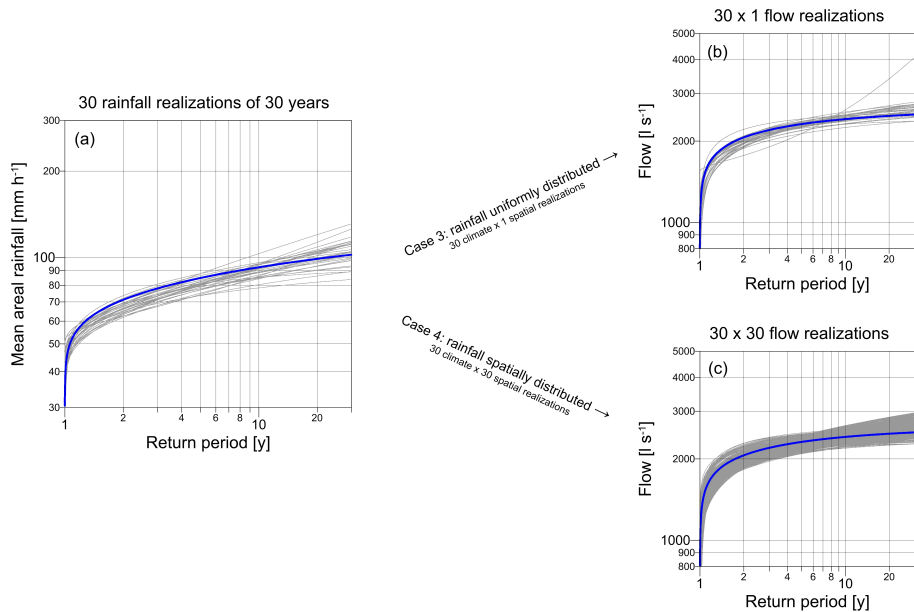 30 rainfall realizations of 30 years
(a)
Mean areal rainfall [mm h⁻¹]
300
200
100
90
80
70
60
50
40
30
1
2
4
6
8
10
20
Return period [y]
Case 3: rainfall uniformly distributed →
30 climate x 1 spatial realizations
Case 4: rainfall spatially distributed →
30 climate x 30 spatial realizations
30 x 1 flow realizations
(b)
Flow [l s⁻¹]
5000
4000
3000
2000
1000
900
800
1
2
4
6
8
10
20
Return period [y]
30 x 30 flow realizations
(c)
Flow [l s⁻¹]
5000
4000
3000
2000
1000
900
800
1
2
4
6
8
10
20
Return period [y]